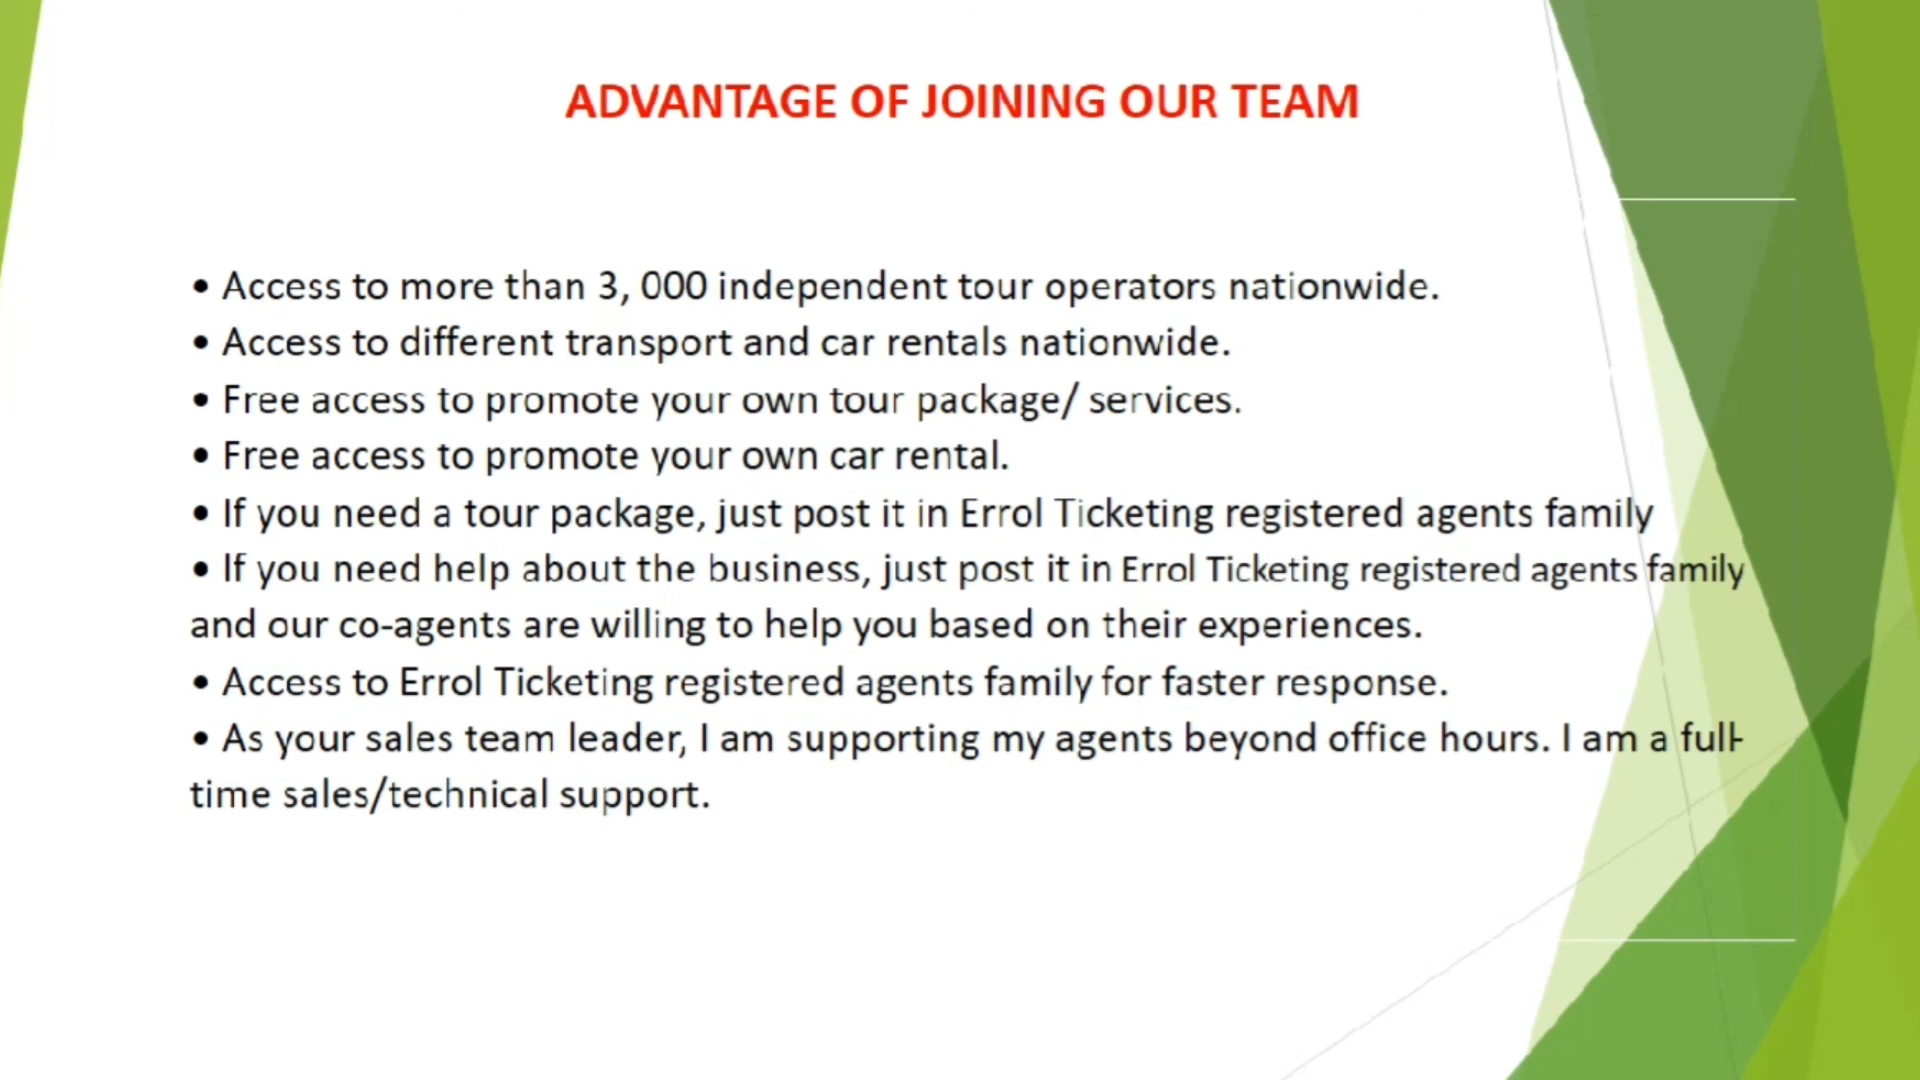 ADVANTAGE OF JOINING OUR TEAM
• Access to more than 3, 000 independent tour operators nationwide.
• Access to different transport and car rentals nationwide.
• Free access to promote your own tour package/ services.
• Free access to promote your own car rental.
• If you need a tour package, just post it in Errol Ticketing registered agents family
• If you need help about the business, just post it in Errol Ticketing registered agents family
and our co-agents are willing to help you based on their experiences.
• Access to Errol Ticketing registered agents family for faster response.
• As your sales team leader, I am supporting my agents beyond office hours. I am a full-
time sales/technical support.